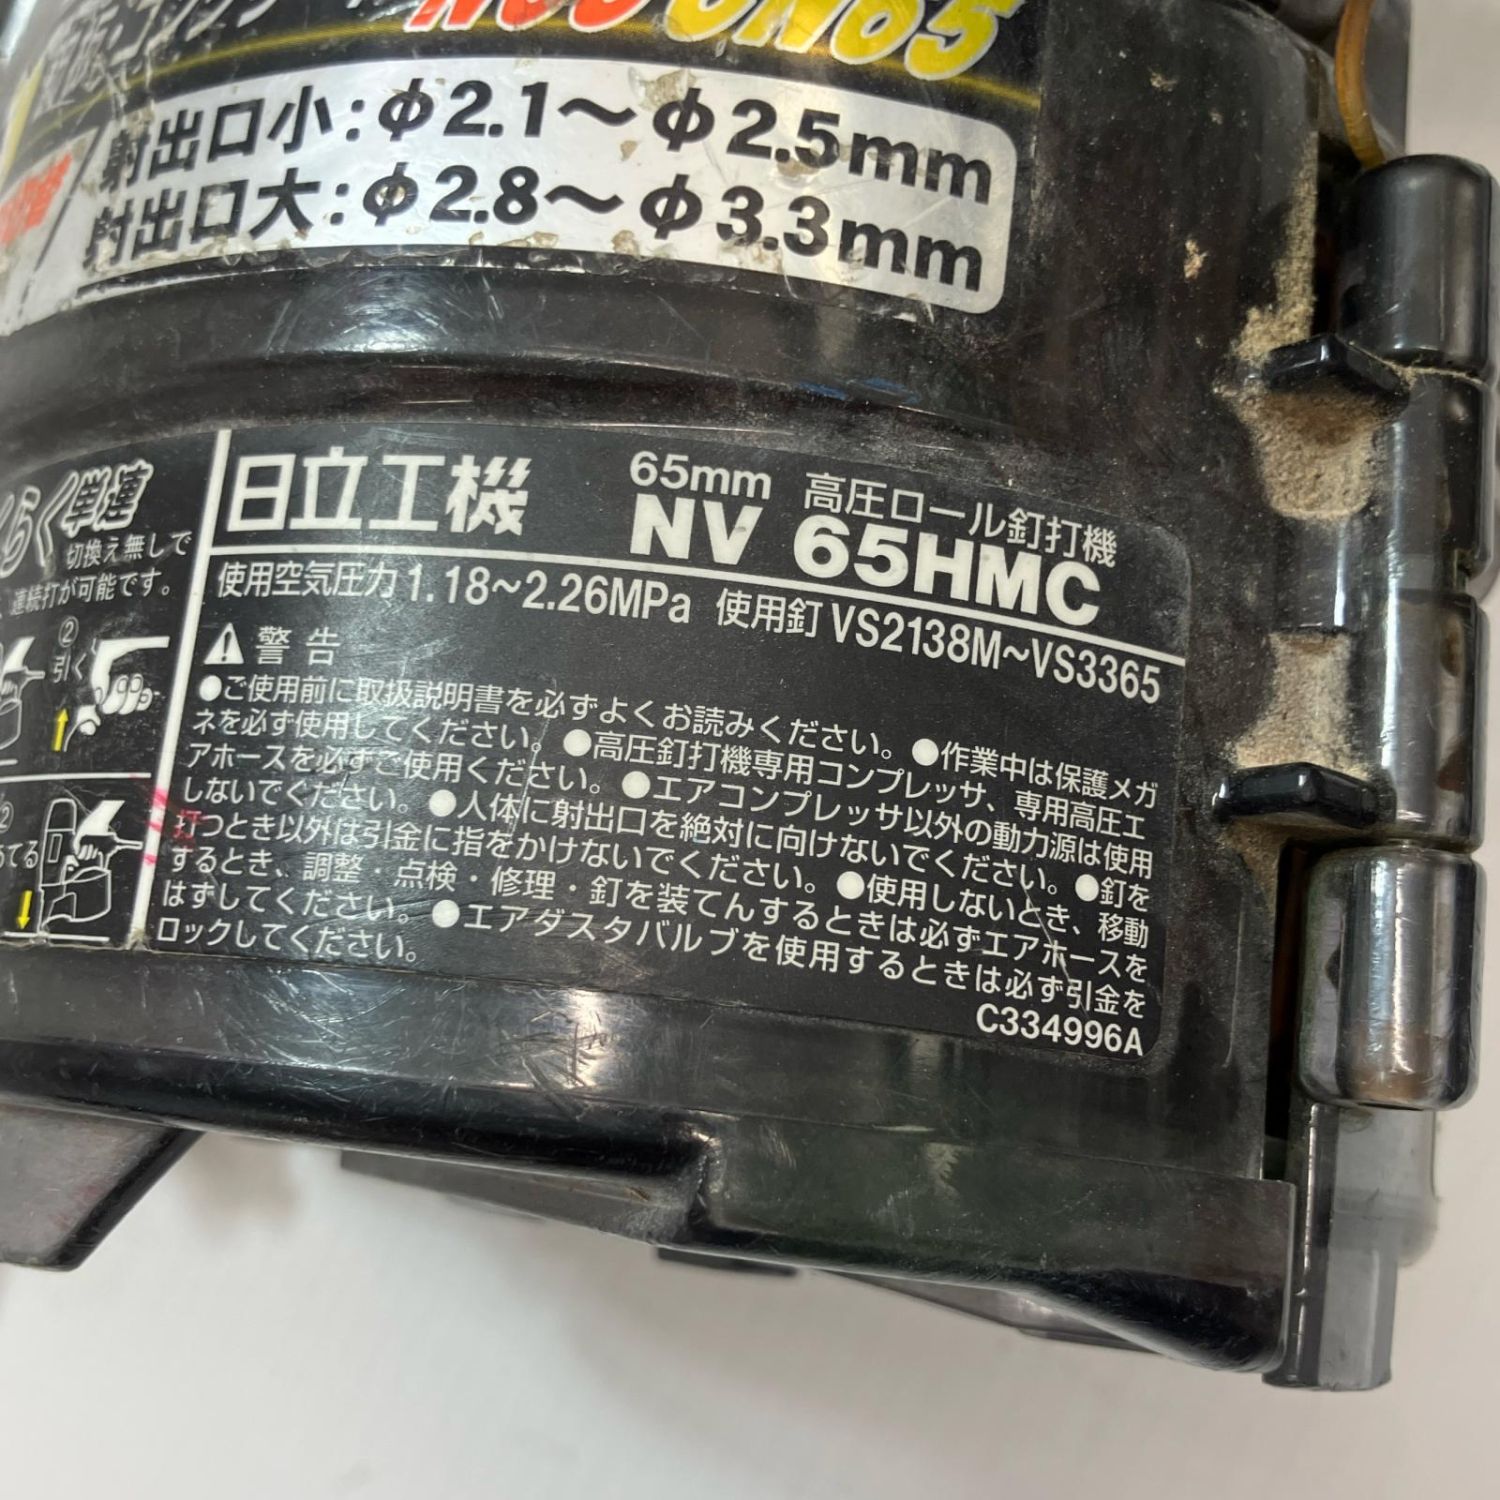 射出口小:φ2.1～φ2.5mm
射出口大:φ2.8～φ3.3mm
らく単連
切換え無しで
連続打が可能です。
②
引く
日立工機
65mm 高圧ロール釘打機
NV 65HMC
使用空気圧力 1.18～2.26MPa 使用釘 VS2138M～VS3365
警告
●ご使用前に取扱説明書を必ずよくお読みください。●作業中は保護メガ
ネを必ず使用してください。●高圧釘打機専用コンプレッサ、専用高圧エ
アホースを必ずご使用ください。●エアコンプレッサ以外の動力源は使用
しないでください。●人体に射出口を絶対に向けないでください。●釘を
打つとき以外は引金に指をかけないでください。●使用しないとき、移動
するとき、調整・点検・修理・釘を装てんするときは必ずエアホースを
はずしてください。●エアダスタバルブを使用するときは必ず引金を
ロックしてください。
C334996A
てる